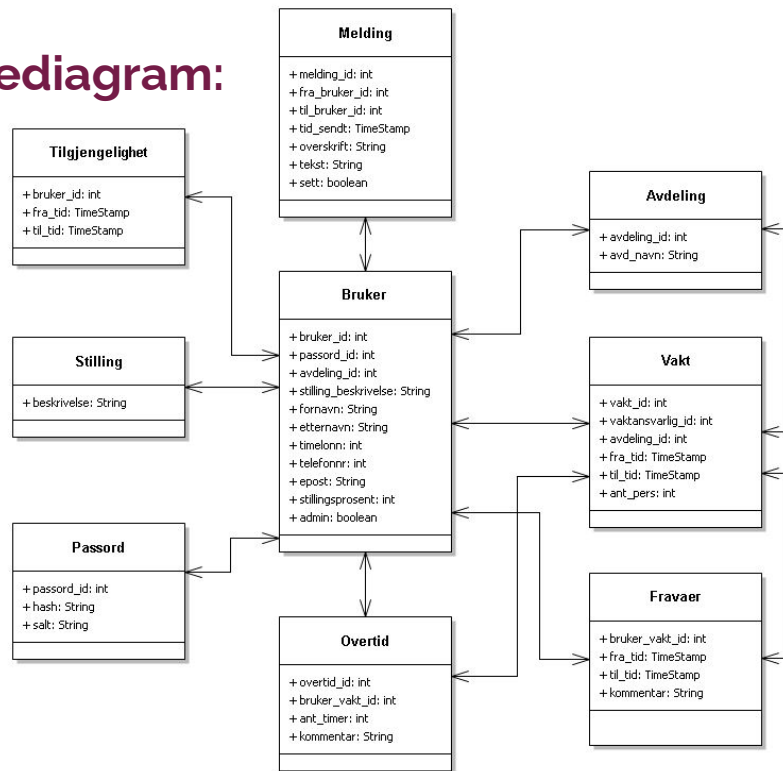 ediagram:
Melding
+ melding_id: int
+ fra_bruker_id: int
+ til_bruker_id: int
+ tid_sendt: TimeStamp
+ overskrift: String
+ tekst: String
+ sett: boolean
Tilgjengelighet
+ bruker_id: int
+ fra_tid: TimeStamp
+ til_tid: TimeStamp
Avdeling
+ avdeling_id: int
+ avd_navn: String
Bruker
+ bruker_id: int
+ passord_id: int
+ avdeling_id: int
+ stilling_beskrivelse: String
+ fornavn: String
+ etternavn: String
+ timelonn: int
+ telefonnr: int
+ epost: String
+ stillingsprosent: int
+ admin: boolean
Stilling
+ beskrivelse: String
Vakt
+ vakt_id: int
+ vaktansvarlig_id: int
+ avdeling_id: int
+ fra_tid: TimeStamp
+ til_tid: TimeStamp
+ ant_pers: int
Passord
+ passord_id: int
+ hash: String
+ salt: String
Overtid
+ overtid_id: int
+ bruker_vakt_id: int
+ ant_timer: int
+ kommentar: String
Fravaer
+ bruker_vakt_id: int
+ fra_tid: TimeStamp
+ til_tid: TimeStamp
+ kommentar: String